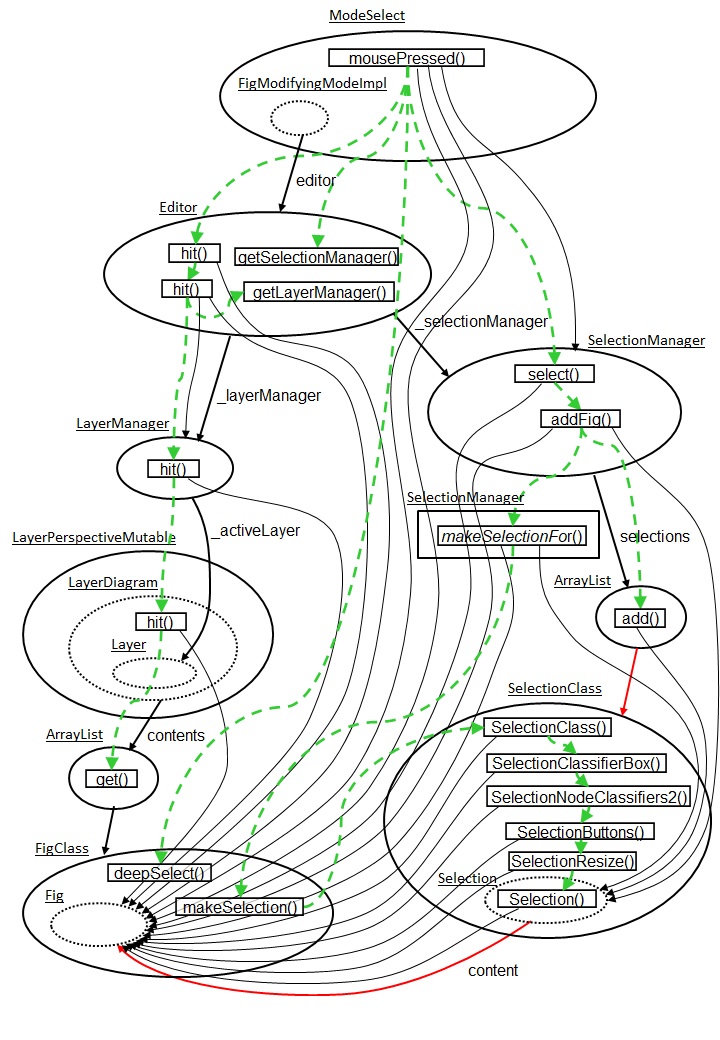 ModeSelect
mousePressed()
FigModifyingModeImpl
editor
Editor
hit()
getSelectionManager()
hit()
getLayerManager()
_selectionManager
SelectionManager
select()
_layerManager
addFig()
LayerManager
hit()
SelectionManager
_activeLayer
makeSelectionFor()
selections
LayerPerspectiveMutable
LayerDiagram
ArrayList
hit()
add()
Layer
SelectionClass
ArrayList
contents
SelectionClass()
get()
SelectionClassifierBox()
SelectionNodeClassifiers2()
SelectionButtons()
FigClass
SelectionResize()
deepSelect()
Selection
Fig
makeSelection()
Selection()
content